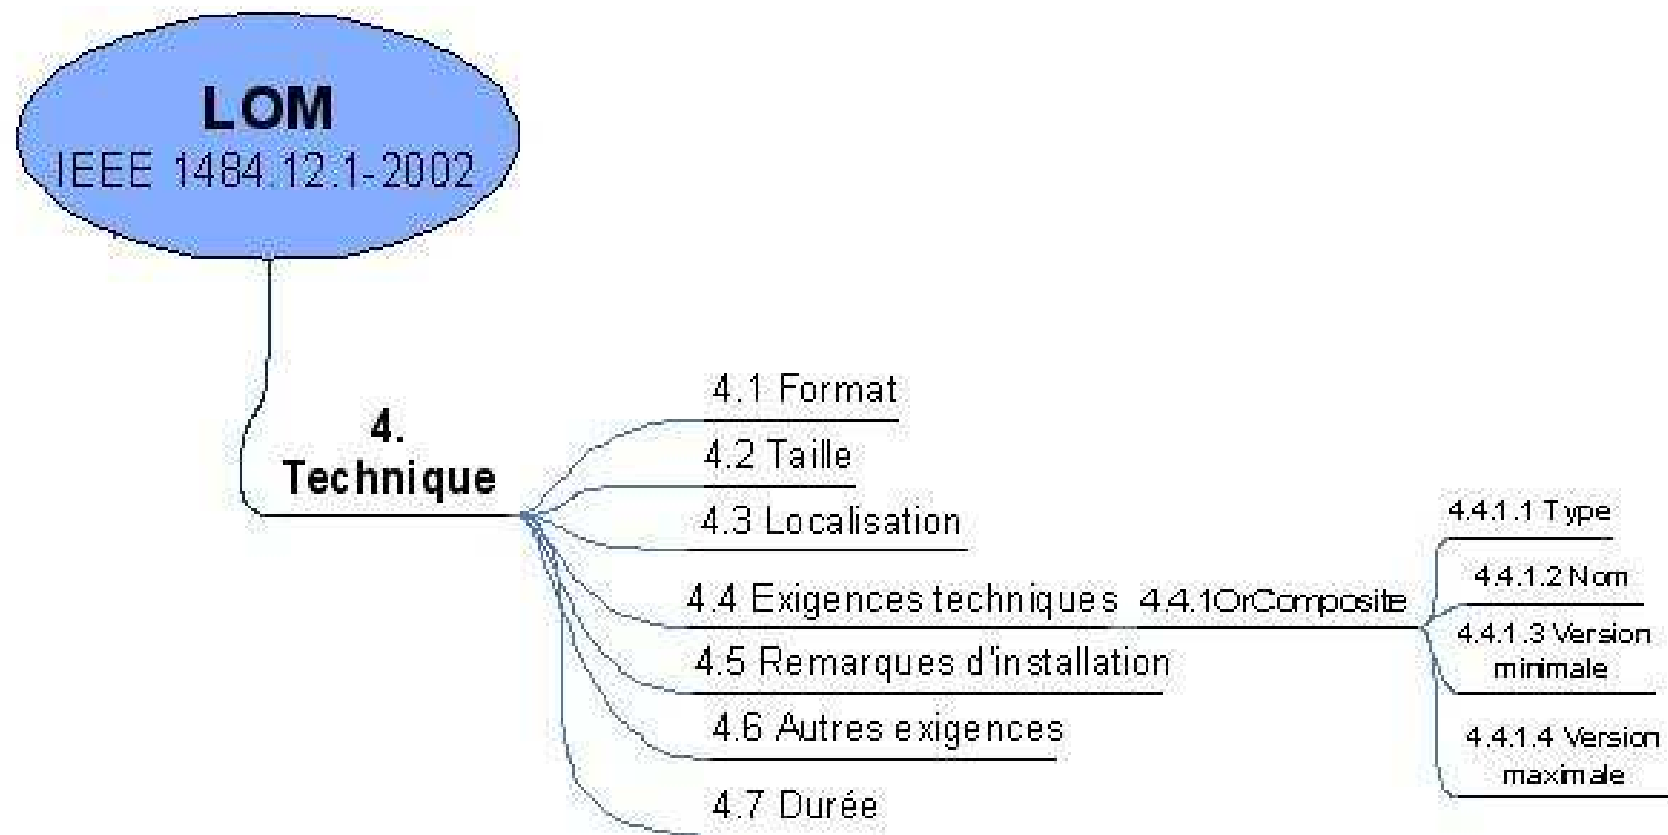 LOM
IEEE 1484.12.1-2002
4.
Technique
4.1 Format
4.2 Taille
4.3 Localisation
4.4 Exigences techniques 4.4.1OrComposite
4.5 Remarques d'installation
4.6 Autres exigences
4.7 Durée
4.4.1.1 Type
4.4.1.2 Nom
4.4.1.3 Version
minimale
4.4.1.4 Version
maximale